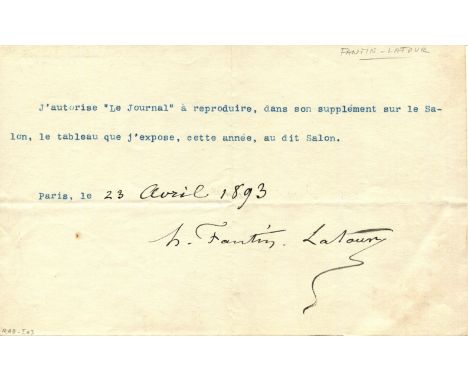 FANTIN-LATOUR
J'autorise "Le Journal" à reproduire, dans son supplément sur le Sa-
lon, le tableau que j'expose, cette année, au dit Salon.
Paris, le 23 Avril 1893
h. Fantin. Latour